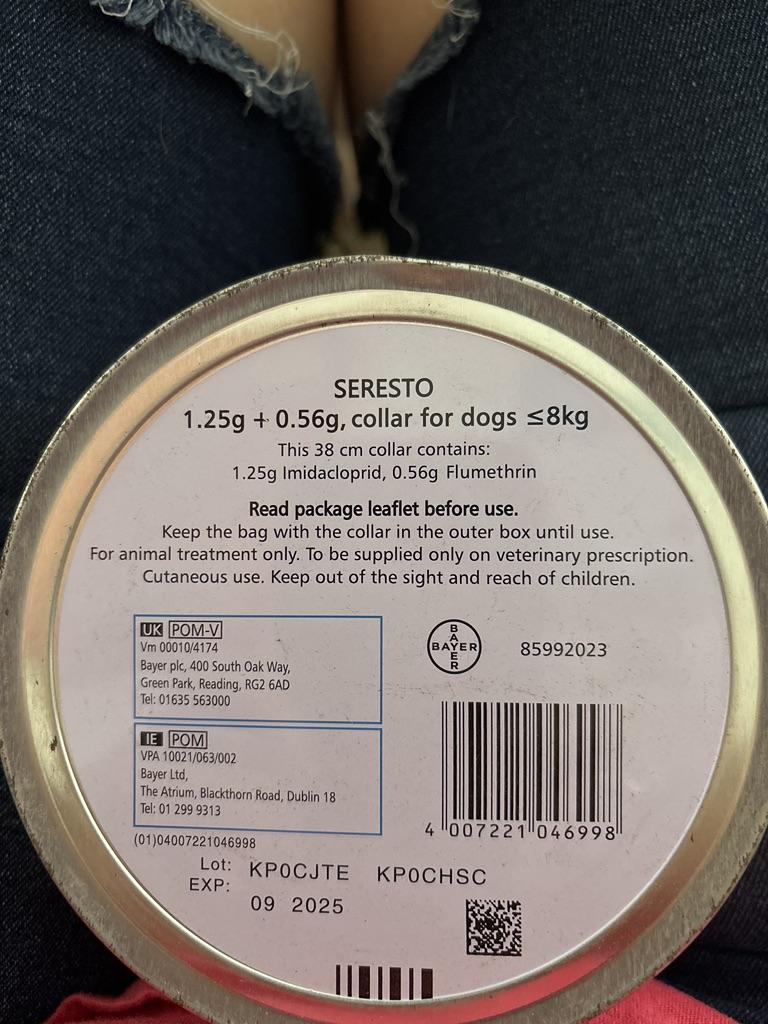 SERESTO
1.25g + 0.56g, collar for dogs ≤8kg
This 38 cm collar contains:
1.25g Imidacloprid, 0.56g Flumethrin
Read package leaflet before use.
Keep the bag with the collar in the outer box until use.
For animal treatment only. To be supplied only on veterinary prescription.
Cutaneous use. Keep out of the sight and reach of children.
UK POM-V
Vm 00010/4174
Bayer plc, 400 South Oak Way,
Green Park, Reading, RG2 6AD
Tel: 01635 563000
BAYER
BAYER
85992023
IE POM
VPA 10021/063/002
Bayer Ltd,
The Atrium, Blackthorn Road, Dublin 18
Tel: 01 299 9313
4 007221 046998
(01)04007221046998
Lot: KP0CJTE KP0CHSC
EXP: 09 2025